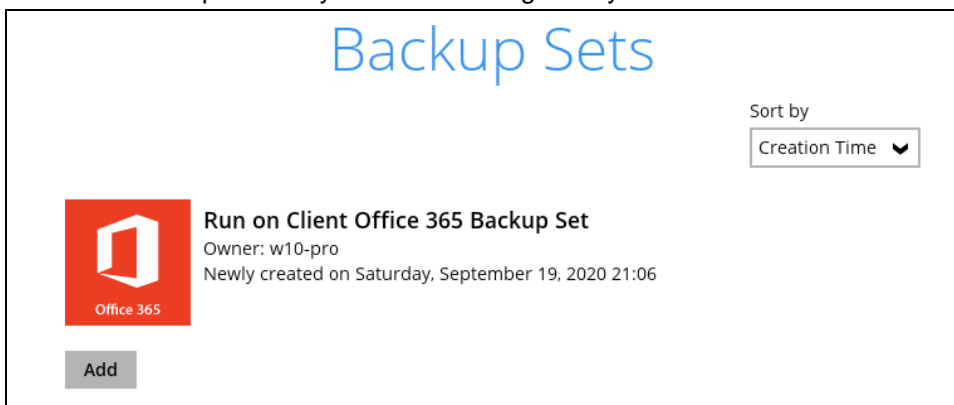 Backup Sets
Sort by
Creation Time
Run on Client Office 365 Backup Set
Owner: w10-pro
Newly created on Saturday, September 19, 2020 21:06
Office 365
Add